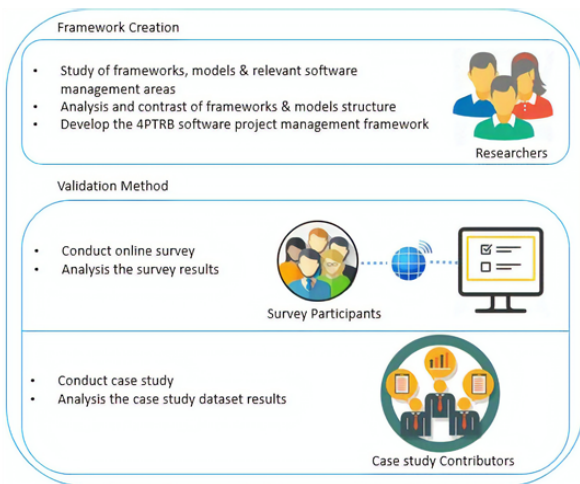 Framework Creation
• Study of frameworks, models & relevant software
management areas
• Analysis and contrast of frameworks & models structure
• Develop the 4PTRB software project management framework
Researchers
Validation Method
• Conduct online survey
• Analysis the survey results
Survey Participants
• Conduct case study
• Analysis the case study dataset results
Case study Contributors